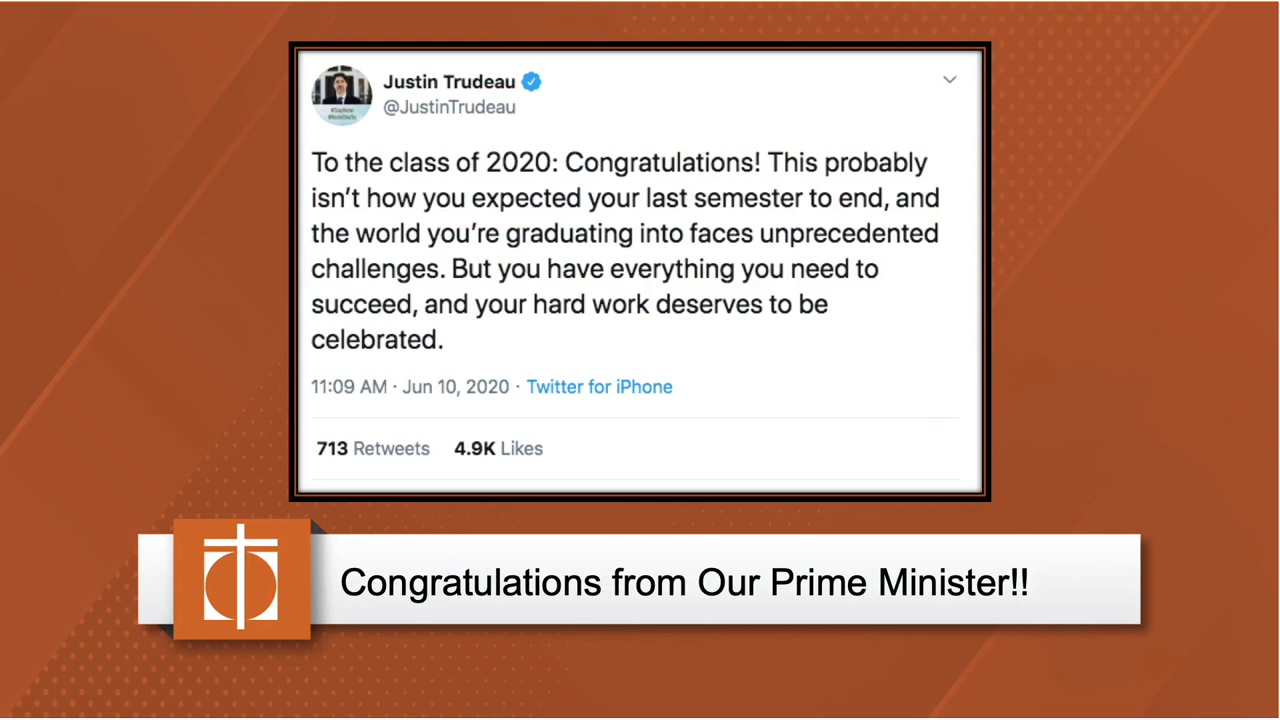 Justin Trudeau
@JustinTrudeau
To the class of 2020: Congratulations! This probably
isn’t how you expected your last semester to end, and
the world you’re graduating into faces unprecedented
challenges. But you have everything you need to
succeed, and your hard work deserves to be
celebrated.
11:09 AM · Jun 10, 2020 · Twitter for iPhone
713 Retweets 4.9K Likes
Congratulations from Our Prime Minister!!